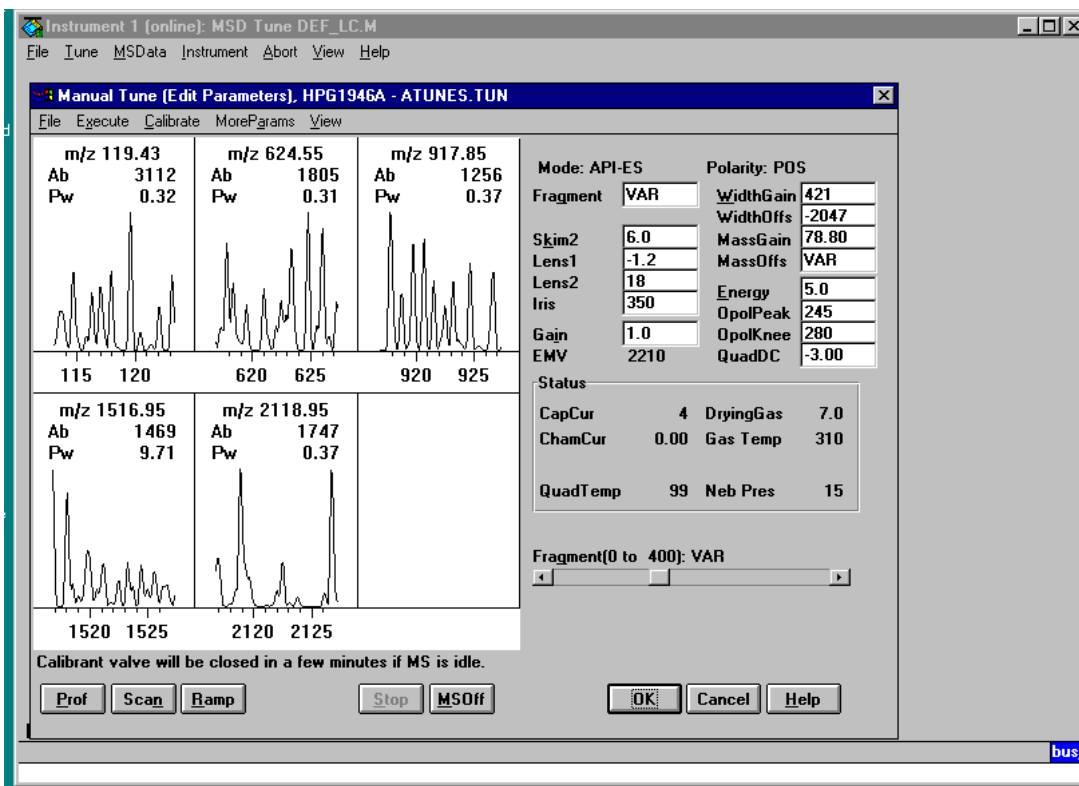 Instrument 1 (online): MSD Tune DEF_LC.M
File Tune MSData Instrument Abort View Help
Manual Tune (Edit Parameters), HPG1946A - ATUNES.TUN
File Execute Calibrate MoreParams View
m/z 119.43
Ab 3112
Pw 0.32
115 120
m/z 624.55
Ab 1805
Pw 0.31
620 625
m/z 917.85
Ab 1256
Pw 0.37
920 925
m/z 1516.95
Ab 1469
Pw 9.71
1520 1525
m/z 2118.95
Ab 1747
Pw 0.37
2120 2125
Mode: API-ES Polarity: POS
Fragment VAR
Skim2 6.0
Lens1 -1.2
Lens2 18
Iris 350
Gain 1.0
EMV 2210
WidthGain 421
WidthOffs -2047
MassGain 78.80
MassOffs VAR
Energy 5.0
OpolPeak 245
OpolKnee 280
QuadDC -3.00
Status
CapCur 4 DryingGas 7.0
ChamCur 0.00 Gas Temp 310
QuadTemp 99 Neb Pres 15
Fragment(0 to 400): VAR
Calibrant valve will be closed in a few minutes if MS is idle.
Prof Scan Ramp Stop MSOff OK Cancel Help
bus